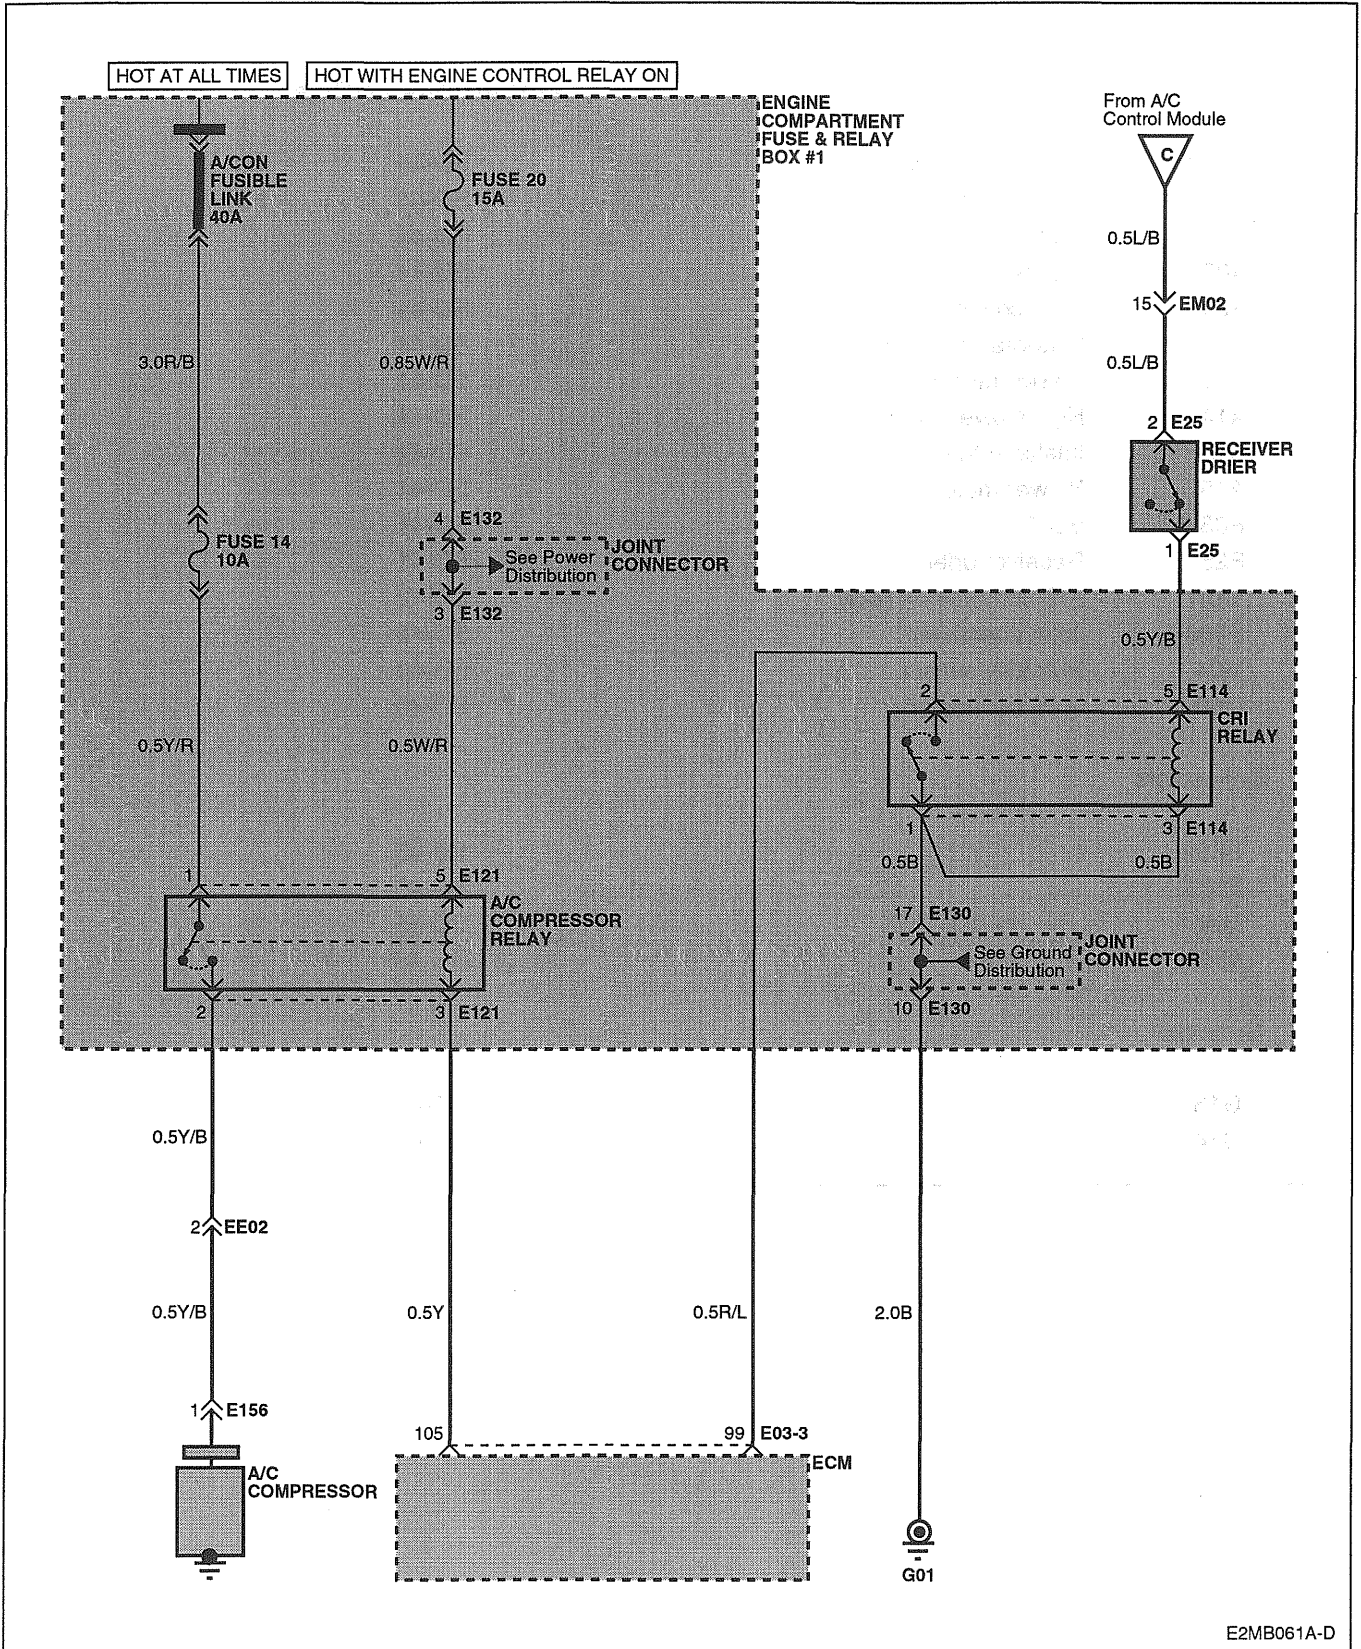 HOT AT ALL TIMES
HOT WITH ENGINE CONTROL RELAY ON
ENGINE
COMPARTMENT
FUSE & RELAY
BOX #1
From A/C
Control Module
C
A/CON
FUSIBLE
LINK
40A
FUSE 20
15A
0.5L/B
15 EM02
3.0R/B
0.85W/R
0.5L/B
2 E25
RECEIVER
DRIER
1 E25
FUSE 14
10A
4 E132
See Power
Distribution
JOINT
CONNECTOR
3 E132
0.5Y/B
2
5 E114
CRI
RELAY
0.5Y/R
0.5W/R
1
3 E114
0.5B
0.5B
1
5 E121
A/C
COMPRESSOR
RELAY
17 E130
See Ground
Distribution
JOINT
CONNECTOR
10 E130
2
3 E121
0.5Y/B
2 EE02
0.5Y/B
0.5Y
0.5R/L
2.0B
1 E156
105
99 E03-3
ECM
A/C
COMPRESSOR
G01
E2MB061A-D